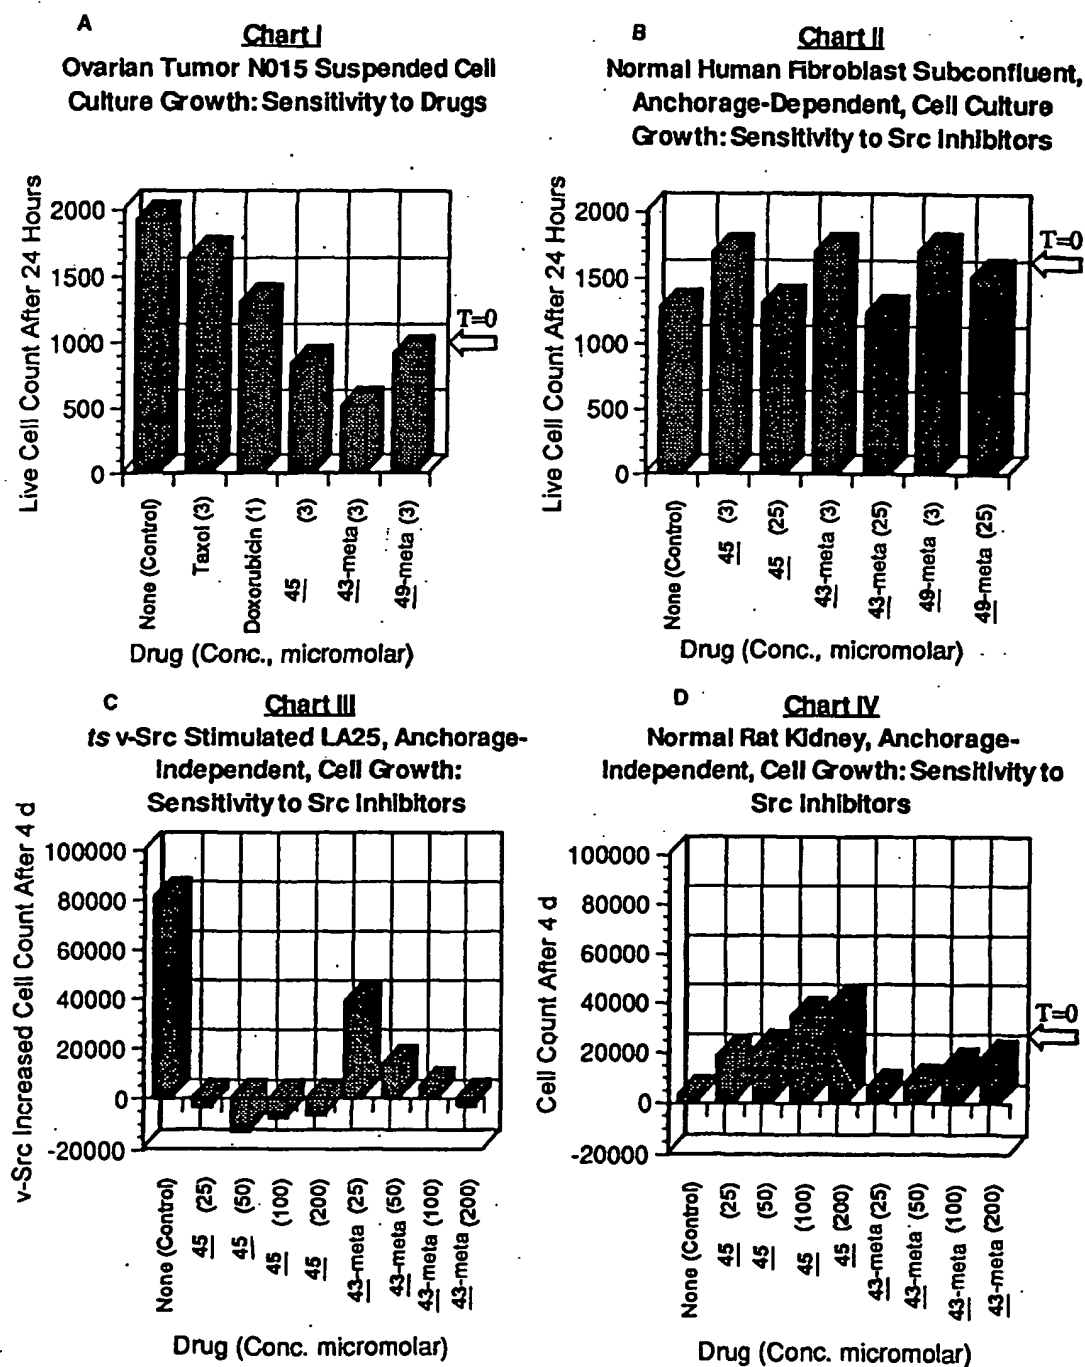 A
Chart I
Ovarian Tumor N015 Suspended Cell
Culture Growth: Sensitivity to Drugs
Live Cell Count After 24 Hours
2000
1500
1000
500
0
T=0
None (Control)
Taxol (3)
Doxorubicin (1)
45 (3)
43-meta (3)
49-meta (3)
Drug (Conc., micromolar)
B
Chart II
Normal Human Fibroblast Subconfluent,
Anchorage-Dependent, Cell Culture
Growth: Sensitivity to Src Inhibitors
Live Cell Count After 24 Hours
2000
1500
1000
500
0
T=0
None (Control)
45 (3)
45 (25)
43-meta (3)
43-meta (25)
49-meta (3)
49-meta (25)
Drug (Conc., micromolar)
C
Chart III
ts v-Src Stimulated LA25, Anchorage-
Independent, Cell Growth:
Sensitivity to Src Inhibitors
v-Src Increased Cell Count After 4 d
100000
80000
60000
40000
20000
0
-20000
None (Control)
45 (25)
45 (50)
45 (100)
45 (200)
43-meta (25)
43-meta (50)
43-meta (100)
43-meta (200)
Drug (Conc. micromolar)
D
Chart IV
Normal Rat Kidney, Anchorage-
Independent, Cell Growth: Sensitivity to
Src Inhibitors
Cell Count After 4 d
100000
80000
60000
40000
20000
0
-20000
T=0
None (Control)
45 (25)
45 (50)
45 (100)
45 (200)
43-meta (25)
43-meta (50)
43-meta (100)
43-meta (200)
Drug (Conc. micromolar)